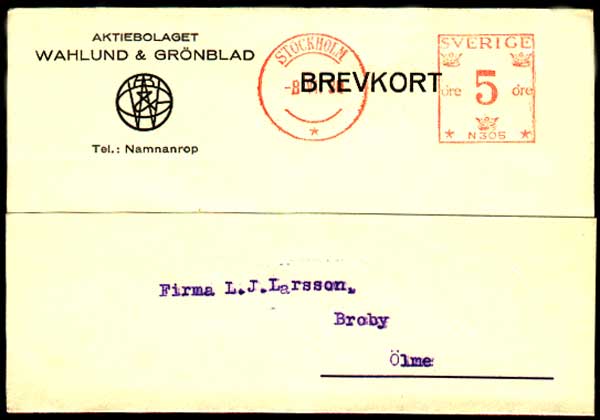 AKTIEBOLAGET
WAHLUND & GRÖNBLAD
Tel.: Namnanrop
STOCKHOLM
BREVKORT
SVERIGE
öre 5 öre
N305
Firma L.J.Larsson,
Broby
Ölme